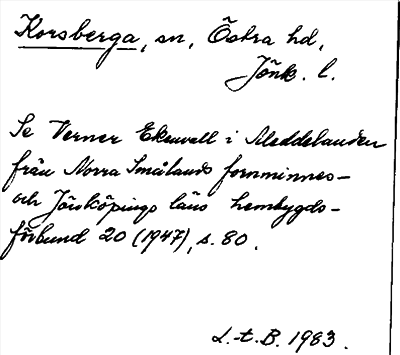 Korsberga, sn, Östra hd,
Jönk. l.
Se Verner Ekenvell i Meddelanden
från Norra Smålands fornminnes-
och Jönköpings läns hembygds-
förbund 20 (1947), s. 80.
L.-t. B. 1983.